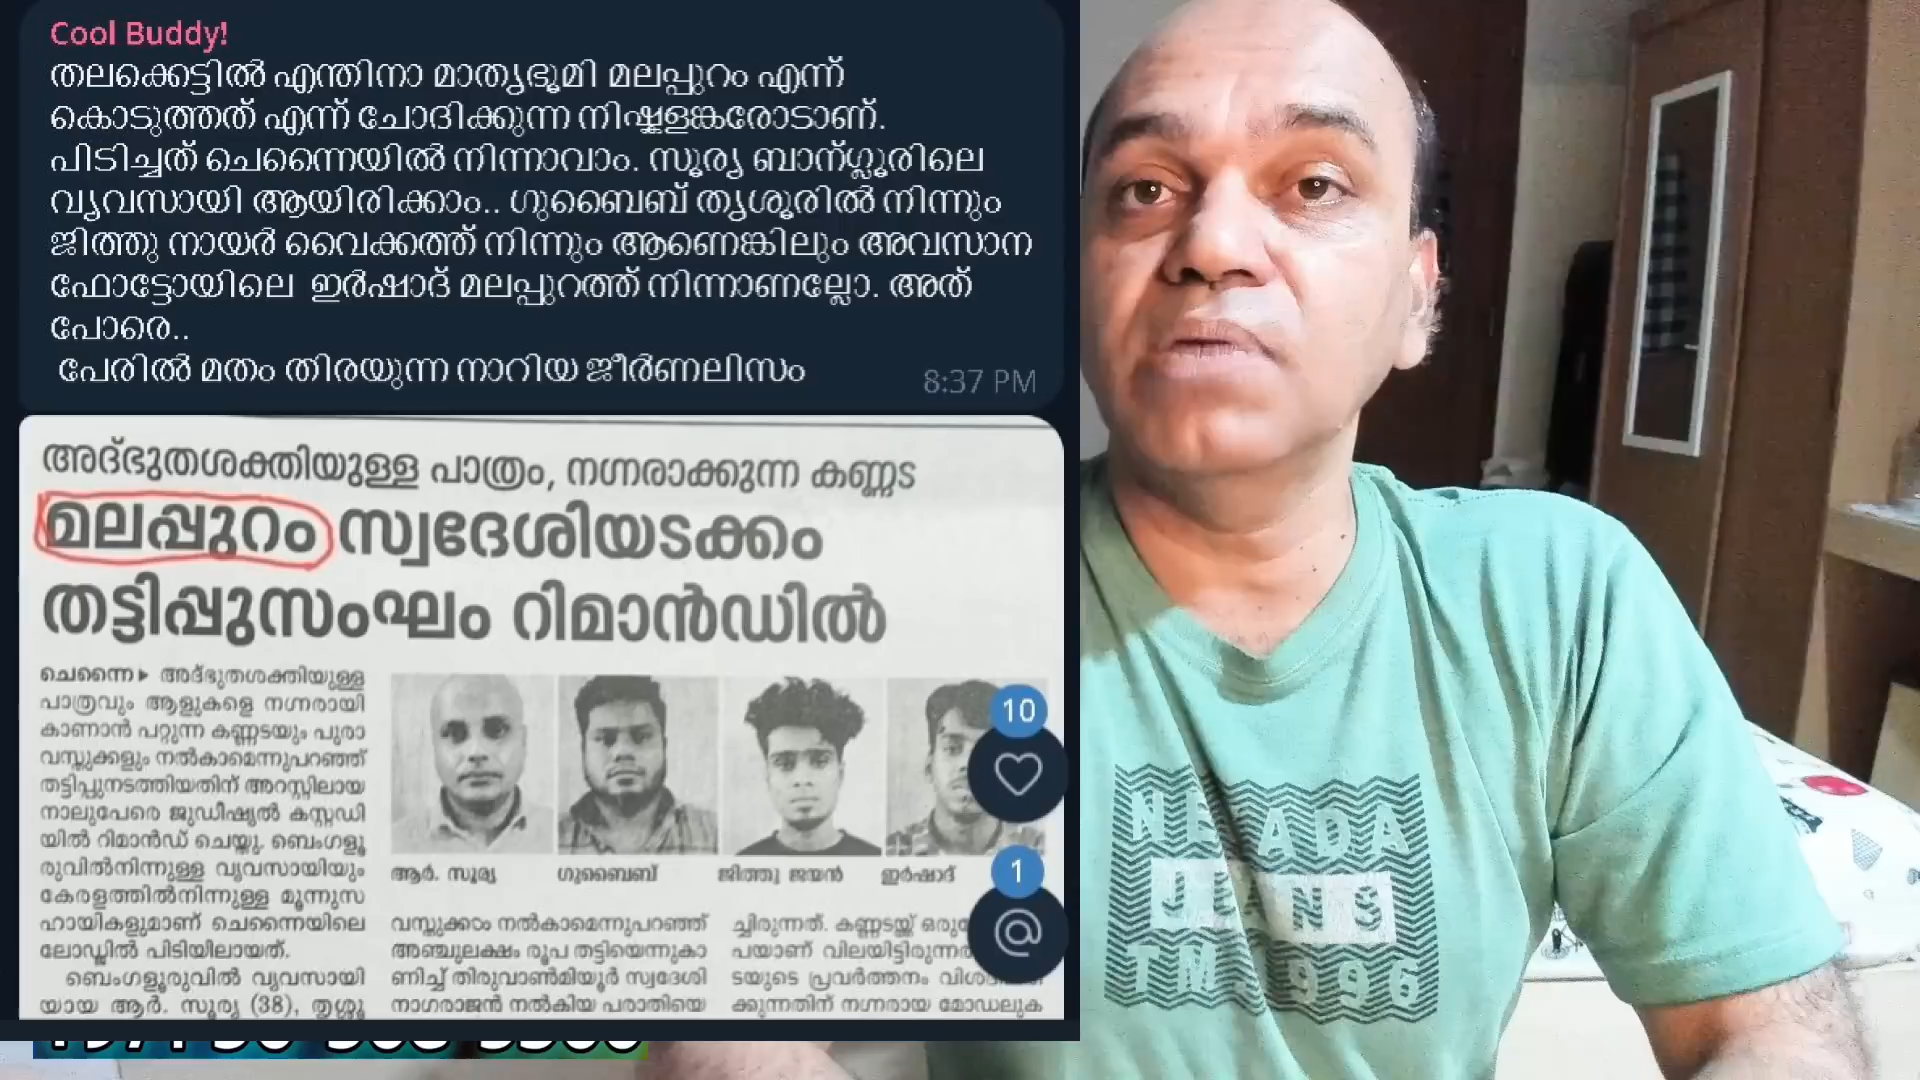 Cool Buddy!
തലക്കെട്ടിൽ എന്തിനാ മാതൃഭൂമി മലപ്പുറം എന്ന്
കൊടുത്തത് എന്ന് ചോദിക്കുന്ന നിഷ്കളങ്കരോടാണ്.
പിടിച്ചത് ചെന്നൈയിൽ നിന്നാവാം. സൂര്യ ബാന്ഗ്ലൂരിലെ
വ്യവസായി ആയിരിക്കാം.. ഗുബൈബ് തൃശൂരിൽ നിന്നും
ജിത്തു നായർ വൈക്കത്ത് നിന്നും ആണെങ്കിലും അവസാന
ഫോട്ടോയിലെ ഇർഷാദ് മലപ്പുറത്ത് നിന്നാണല്ലോ. അത്
പോരെ..
പേരിൽ മതം തിരയുന്ന നാറിയ ജീർണലിസം
8:37 PM
അദ്ഭുതശക്തിയുള്ള പാത്രം, നഗ്നരാക്കുന്ന കണ്ണട
മലപ്പുറം സ്വദേശിയടക്കം
തട്ടിപ്പുസംഘം റിമാൻഡിൽ
ചെന്നൈ ▸ അദ്ഭുതശക്തിയുള്ള
പാത്രവും ആളുകളെ നഗ്നരായി
കാണാൻ പറ്റുന്ന കണ്ണടയും പുരാ
വസ്തുക്കളും നൽകാമെന്നുപറഞ്ഞ്
തട്ടിപ്പുനടത്തിയതിന് അറസ്റ്റിലായ
നാലുപേരെ ജുഡീഷ്യൽ കസ്റ്റഡി
യിൽ റിമാൻഡ് ചെയ്തു. ബെംഗളൂ
രുവിൽനിന്നുള്ള വ്യവസായിയും
കേരളത്തിൽനിന്നുള്ള മൂന്നുസ
ഹായികളുമാണ് ചെന്നൈയിലെ
ലോഡ്ജിൽ പിടിയിലായത്.
ബെംഗളൂരുവിൽ വ്യവസായി
യായ ആർ. സൂര്യ (38), തൃശ്ശൂ
ആർ. സൂര്യ
ഗുബൈബ്
ജിത്തു ജയൻ
ഇർഷാദ്
വസ്തുക്കൾ നൽകാമെന്നുപറഞ്ഞ്
അഞ്ചുലക്ഷം രൂപ തട്ടിയെന്നുകാ
ണിച്ച് തിരുവാൺമിയൂർ സ്വദേശി
നാഗരാജൻ നൽകിയ പരാതിയെ
ച്ചിരുന്നത്. കണ്ണടയ്ക്ക്
പയാണ് വിലയിട്ടിരുന്നത്
ടയുടെ പ്രവർത്തനം
ക്കുന്നതിന് നഗ്നരായ മോഡലുക
10
1
NEVADA
JEANS
TM 1996